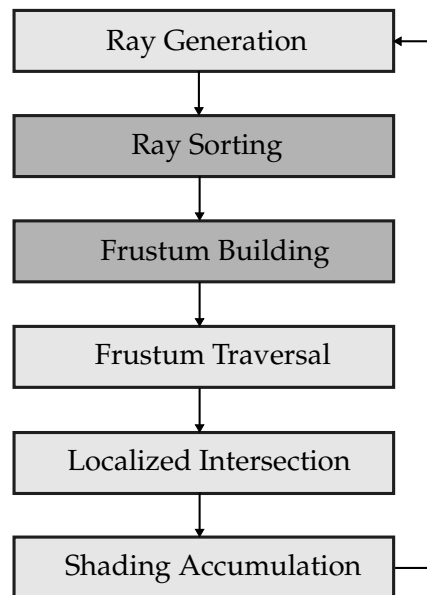 Ray Generation
Ray Sorting
Frustum Building
Frustum Traversal
Localized Intersection
Shading Accumulation